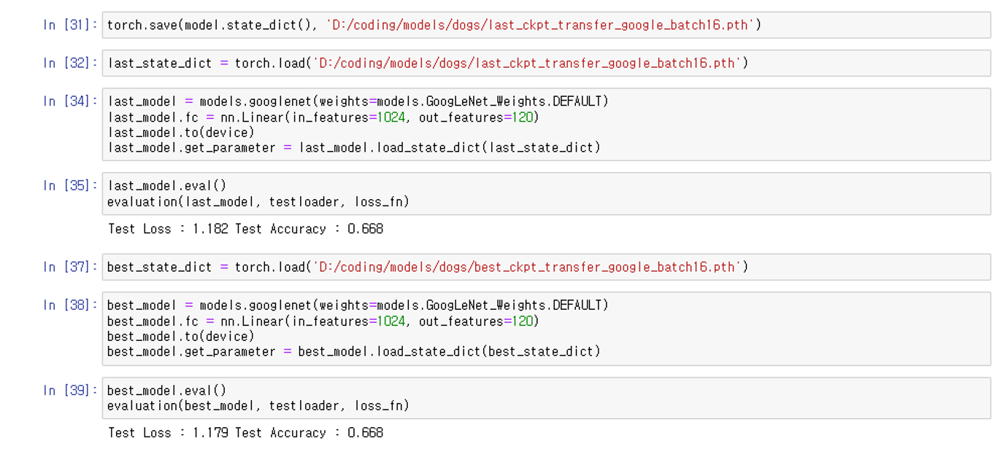 In [31]: torch.save(model.state_dict(), 'D:/coding/models/dogs/last_ckpt_transfer_google_batch16.pth')
In [32]: last_state_dict = torch.load('D:/coding/models/dogs/last_ckpt_transfer_google_batch16.pth')
In [34]: last_model = models.googlenet(weights=models.GoogLeNet_Weights.DEFAULT)
last_model.fc = nn.Linear(in_features=1024, out_features=120)
last_model.to(device)
last_model.get_parameter = last_model.load_state_dict(last_state_dict)
In [35]: last_model.eval()
evaluation(last_model, testloader, loss_fn)
Test Loss : 1.182 Test Accuracy : 0.668
In [37]: best_state_dict = torch.load('D:/coding/models/dogs/best_ckpt_transfer_google_batch16.pth')
In [38]: best_model = models.googlenet(weights=models.GoogLeNet_Weights.DEFAULT)
best_model.fc = nn.Linear(in_features=1024, out_features=120)
best_model.to(device)
best_model.get_parameter = best_model.load_state_dict(best_state_dict)
In [39]: best_model.eval()
evaluation(best_model, testloader, loss_fn)
Test Loss : 1.179 Test Accuracy : 0.668